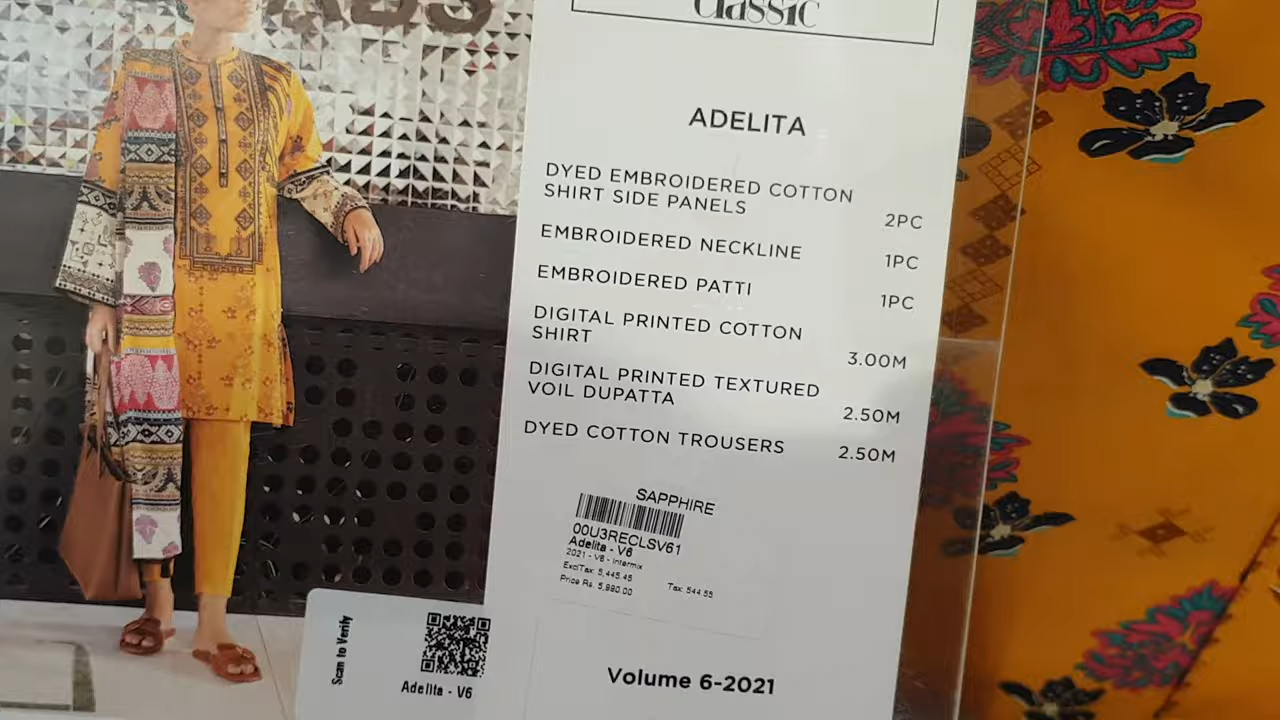 classic
ADELITA
DYED EMBROIDERED COTTON
SHIRT SIDE PANELS
2PC
EMBROIDERED NECKLINE
1PC
EMBROIDERED PATTI
1PC
DIGITAL PRINTED COTTON
SHIRT
3.00M
DIGITAL PRINTED TEXTURED
VOIL DUPATTA
2.50M
DYED COTTON TROUSERS
2.50M
SAPPHIRE
00U3RECLSV61
Adelita - V6
2021 - V6 - Intermix
ExclTax: 5,445.45
Tax: 544.55
Price Rs. 5,990.00
Scan to Verify
Adelita - V6
Volume 6-2021